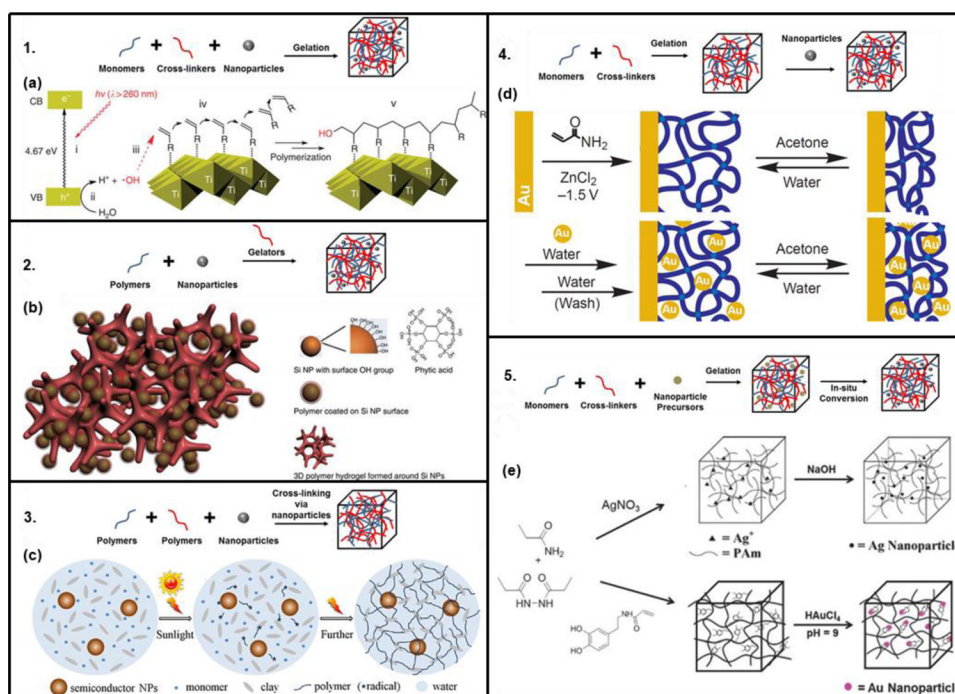 1.
Monomers + Cross-linkers + Nanoparticles
Gelation
(a)
CB
e⁻
hv (λ>260 nm)
4.67 eV
i
ii
iii
iv
v
H⁺ + •OH
VB
h⁺
H₂O
R R R R R
Polymerization
HO
R R R R R
Ti Ti Ti Ti
Ti Ti Ti Ti
2.
Polymers + Nanoparticles
Gelators
(b)
OH
Si NP with surface OH group
Phytic acid
Polymer coated on Si NP surface
3D polymer hydrogel formed around Si NPs
3.
Polymers + Polymers + Nanoparticles
Cross-linking
via
nanoparticles
(c)
Sunlight
Further
semiconductor NPs • monomer clay polymer (•radical) water
4.
Monomers + Cross-linkers
Gelation
Nanoparticles
(d)
Au
NH₂
O
ZnCl₂
−1.5 V
Acetone
Water
Au
Water
Water
(Wash)
Au Au Au Au
Acetone
Water
Au Au Au Au
5.
Monomers + Cross-linkers + Nanoparticle
Precursors
Gelation
In-situ
Conversion
(e)
AgNO₃
NaOH
O
NH₂
+
O O
HN-NH
▲ = Ag⁺
= PAm
• = Ag Nanoparticle
HO
HO
HN
O
HAuCl₄
pH = 9
= Au Nanoparticle